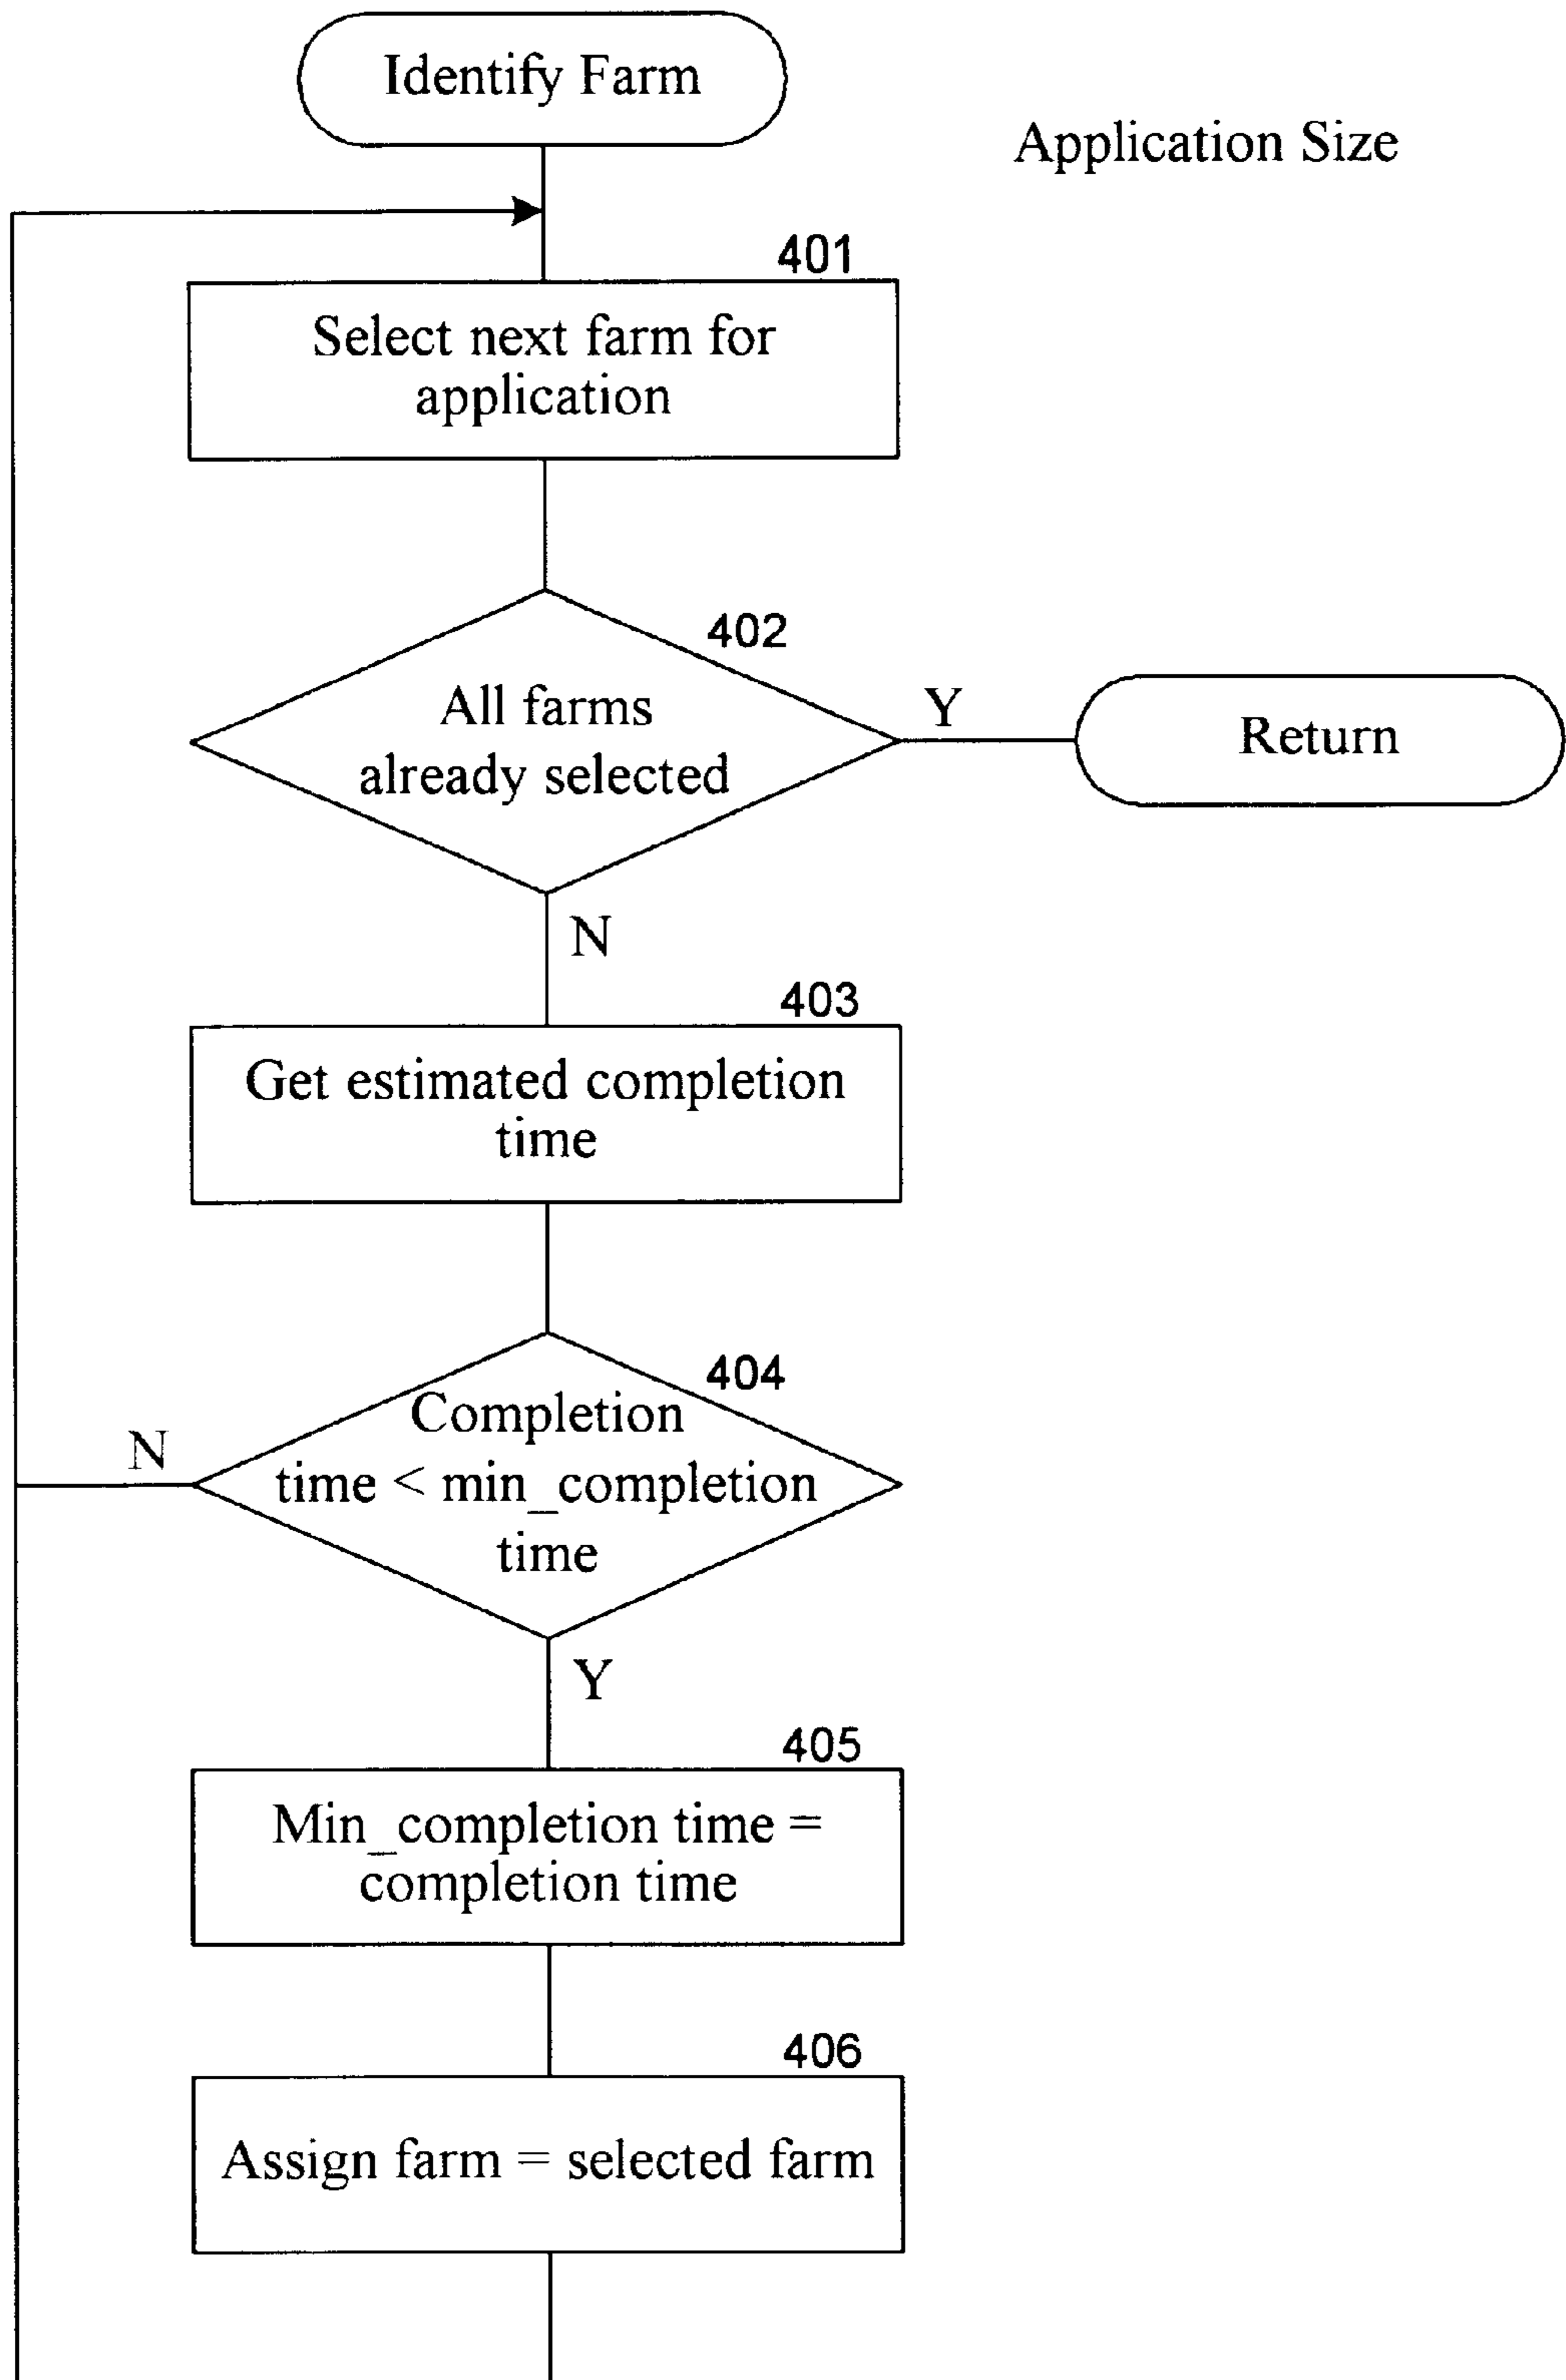 Identify Farm
Application Size
401
Select next farm for
application
402
All farms
already selected
Y
Return
N
403
Get estimated completion
time
404
Completion
time < min_completion
time
N
Y
405
Min_completion time =
completion time
406
Assign farm = selected farm